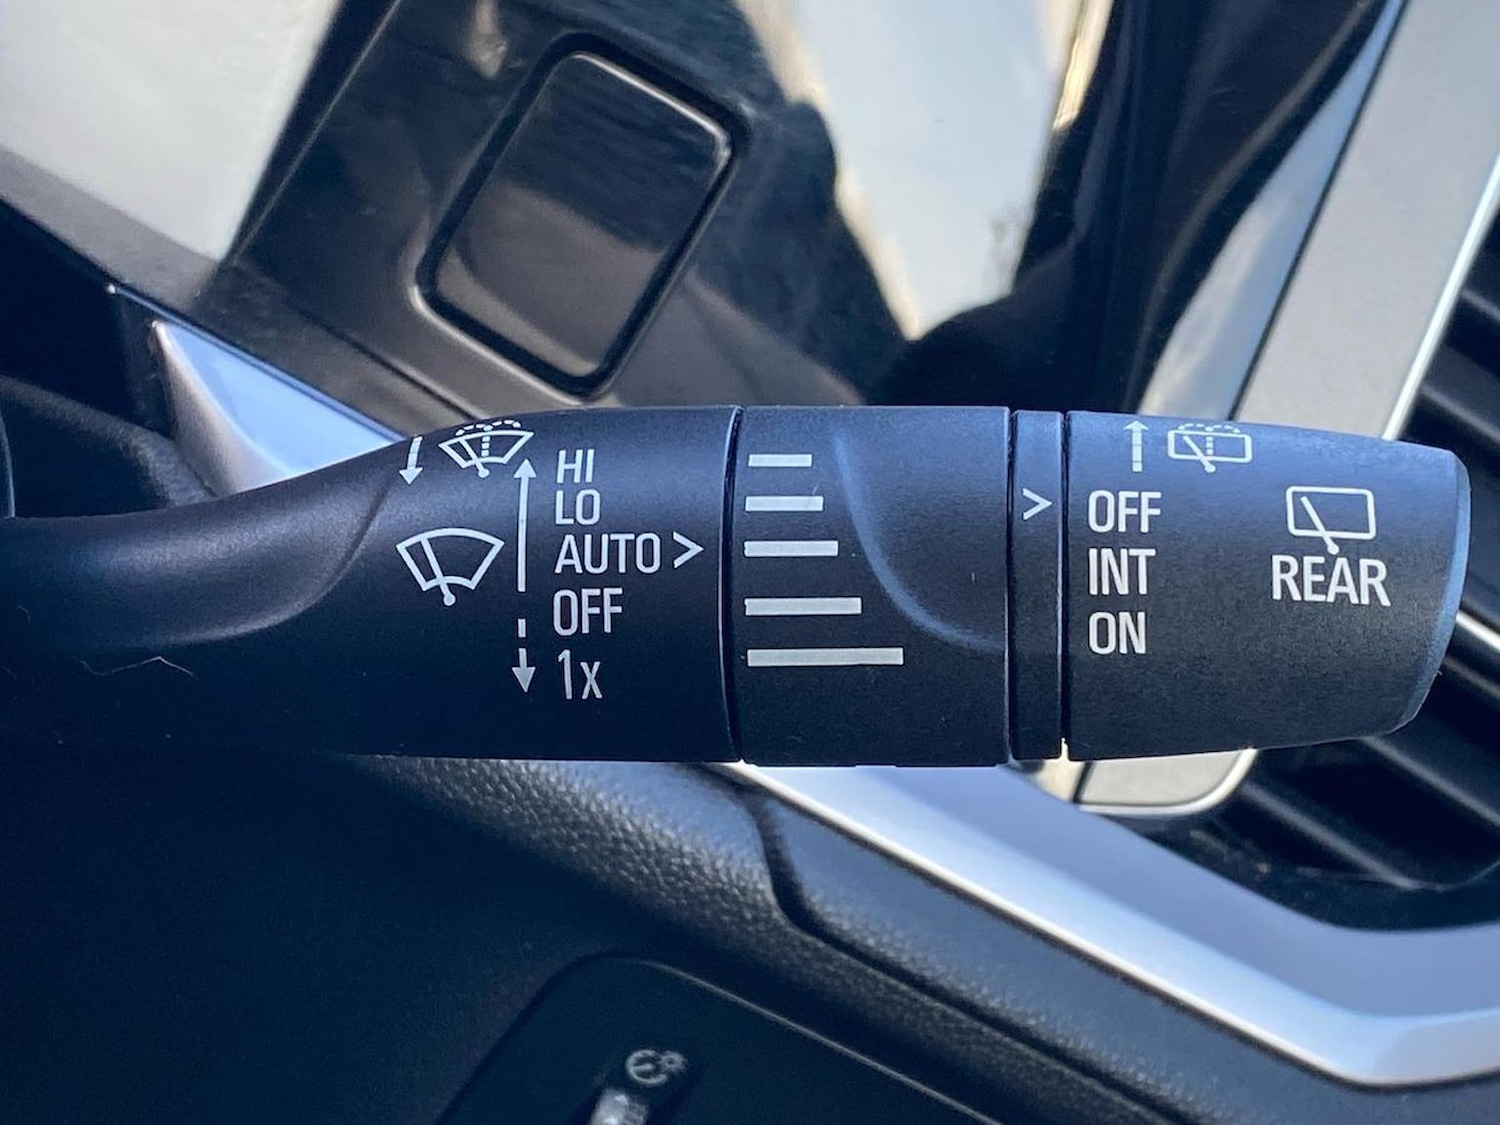 HI
LO
AUTO >
OFF
1x
>
OFF
INT
ON
REAR